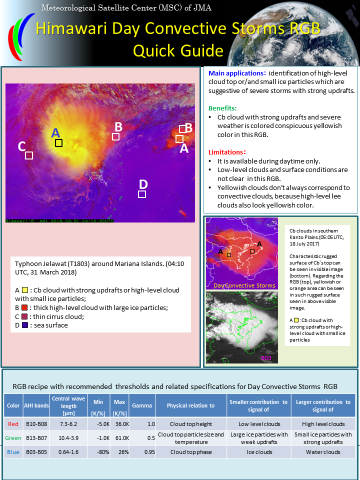 Meteorological Satellite Center (MSC) of JMA
Himawari Day Convective Storms RGB
Quick Guide
A
B
C
D
B
A
Typhoon Jelawat (T1803) around Mariana Islands. (04:10
UTC, 31 March 2018)
A : Cb cloud with strong updrafts or high-level cloud
with small ice particles;
B : thick high-level cloud with large ice particles;
C : thin cirrus cloud;
D : sea surface
Main applications: identification of high-level
cloud top or/and small ice particles which are
suggestive of severe storms with strong updrafts.
Benefits:
• Cb cloud with strong updrafts and severe
weather is colored conspicuous yellowish
color in this RGB.
Limitations:
• It is available during daytime only.
• Low-level clouds and surface conditions are
not clear in this RGB.
• Yellowish clouds don't always correspond to
convective clouds, because high-level lee
clouds also look yellowish color.
A
A
Day Convective Storms
B03
Cb clouds in southern
Kanto Plains.(05:05 UTC,
18 July 2017)
Characteristic rugged
surface of Cb's top can
be seen in visible image
(bottom). Regarding the
RGB (top), yellowish or
orange area can be seen
in such rugged surface
seen in above visible
image.
A : Cb cloud with
strong updrafts or high-
level cloud with small ice
particles
RGB recipe with recommended thresholds and related specifications for Day Convective Storms RGB
Color AHI bands Central wave length [µm] Min [K/%] Max [K/%] Gamma Physical relation to Smaller contribution to signal of Larger contribution to signal of
Red B10-B08 7.3-6.2 -5.0K 36.0K 1.0 Cloud top height Low level clouds High level clouds
Green B13-B07 10.4-3.9 -1.0K 61.0K 0.5 Cloud top particle size and temperature Large ice particles with weak updrafts Small ice particles with strong updrafts
Blue B03-B05 0.64-1.6 -80% 26% 0.95 Cloud top phase Ice clouds Water clouds